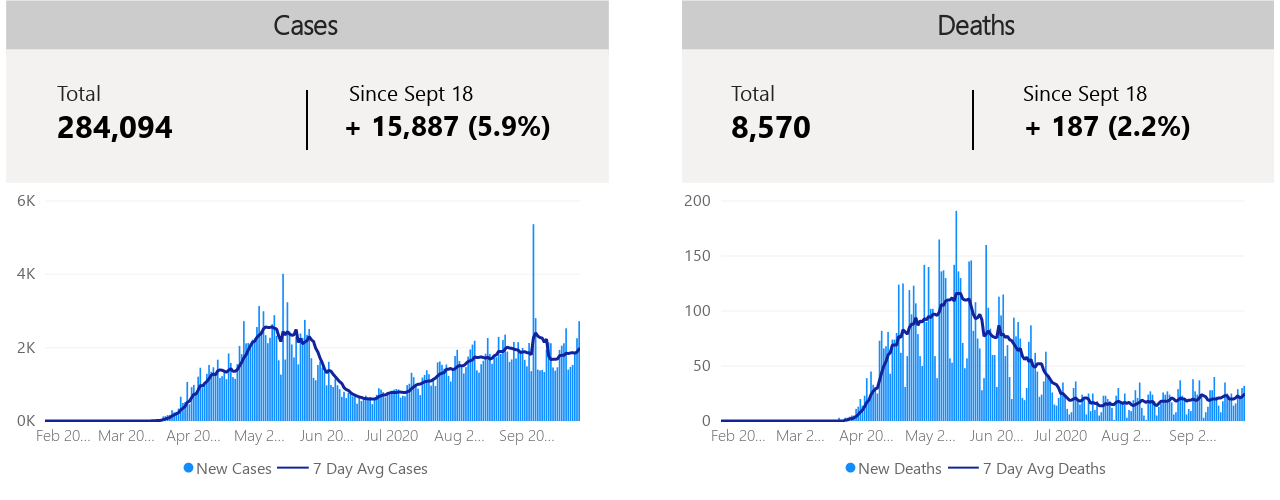 Cases
Total
284,094
Since Sept 18
+ 15,887 (5.9%)
6K
4K
2K
0K
Feb 20... Mar 20... Apr 20... May 2... Jun 20... Jul 2020 Aug 2... Sep 20...
New Cases 7 Day Avg Cases
Deaths
Total
8,570
Since Sept 18
+ 187 (2.2%)
200
150
100
50
0
Feb 20... Mar 2... Apr 20... May 2... Jun 20... Jul 2020 Aug 2... Sep 2...
New Deaths 7 Day Avg Deaths